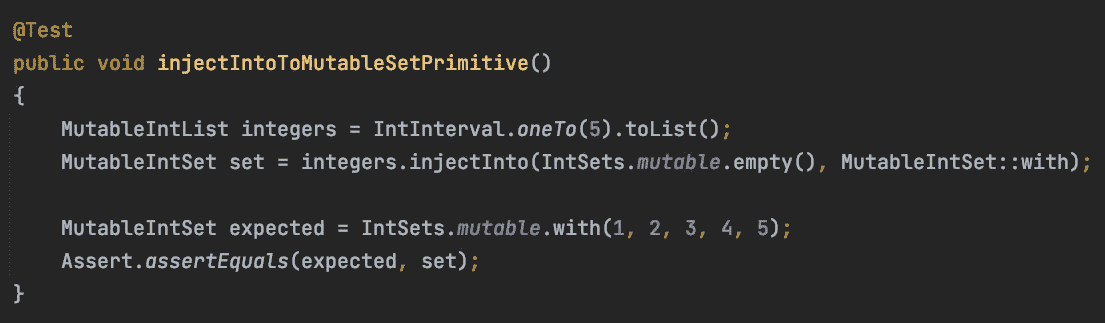 @Test
public void injectIntoToMutableSetPrimitive()
{
    MutableIntList integers = IntInterval.oneTo(5).toList();
    MutableIntSet set = integers.injectInto(IntSets.mutable.empty(), MutableIntSet::with);

    MutableIntSet expected = IntSets.mutable.with(1, 2, 3, 4, 5);
    Assert.assertEquals(expected, set);
}